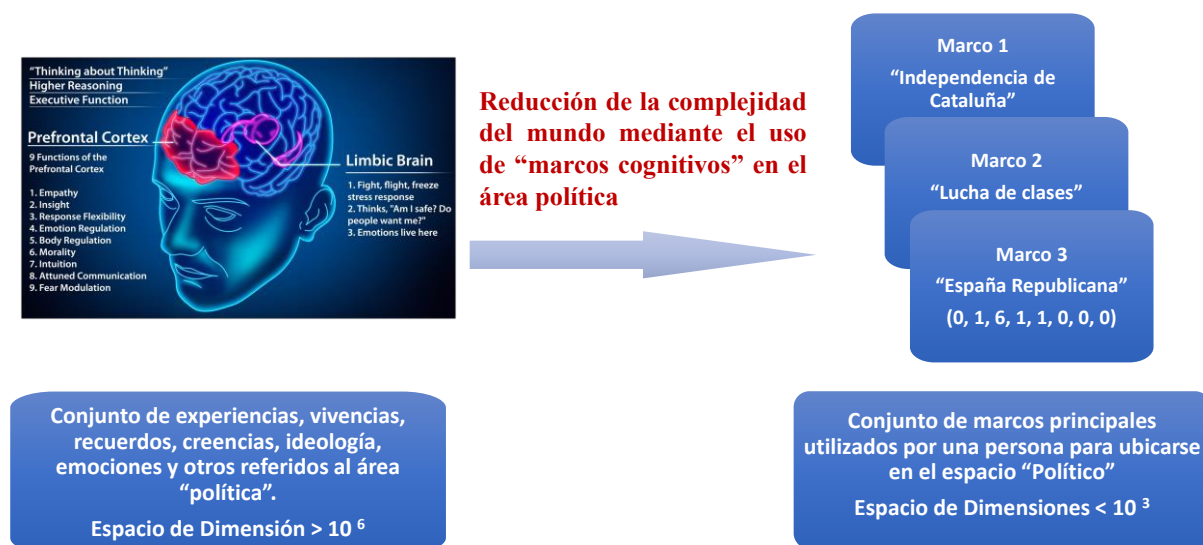 “Thinking about Thinking”
Higher Reasoning
Executive Function
Prefrontal Cortex
9 Functions of the
Prefrontal Cortex
1. Empathy
2. Insight
3. Response Flexibility
4. Emotion Regulation
5. Body Regulation
6. Morality
7. Intuition
8. Attuned Communication
9. Fear Modulation
Limbic Brain
1. Fight, flight, freeze
stress response
2. Thinks, "Am I safe? Do
people want me?"
3. Emotions live here
Reducción de la complejidad
del mundo mediante el uso
de “marcos cognitivos” en el
área política
Marco 1
“Independencia de
Cataluña”
Marco 2
“Lucha de clases”
Marco 3
“España Republicana”
(0, 1, 6, 1, 1, 0, 0, 0)
Conjunto de experiencias, vivencias,
recuerdos, creencias, ideología,
emociones y otros referidos al área
“política”.
Espacio de Dimensión > 10 ⁶
Conjunto de marcos principales
utilizados por una persona para ubicarse
en el espacio “Político”
Espacio de Dimensiones < 10 ³